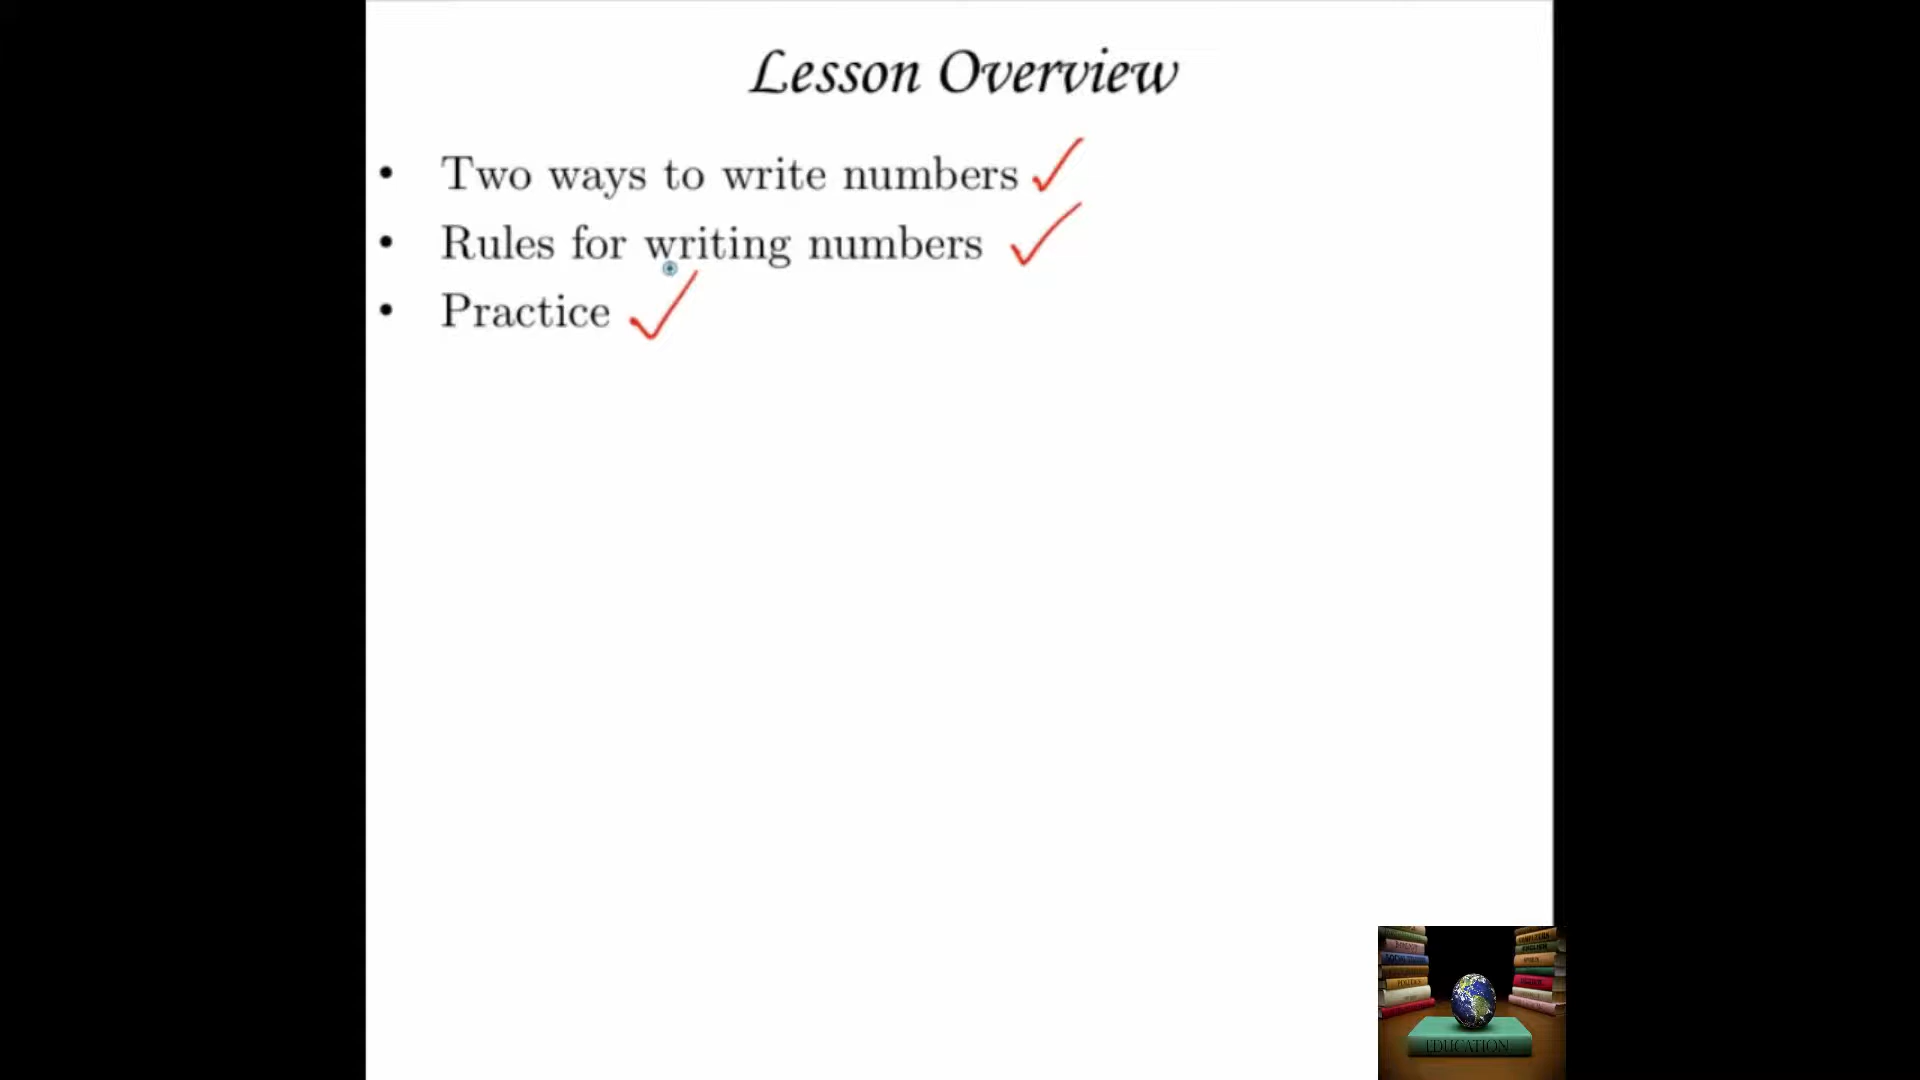 Lesson Overview
• Two ways to write numbers
• Rules for writing numbers
• Practice
EDUCATION